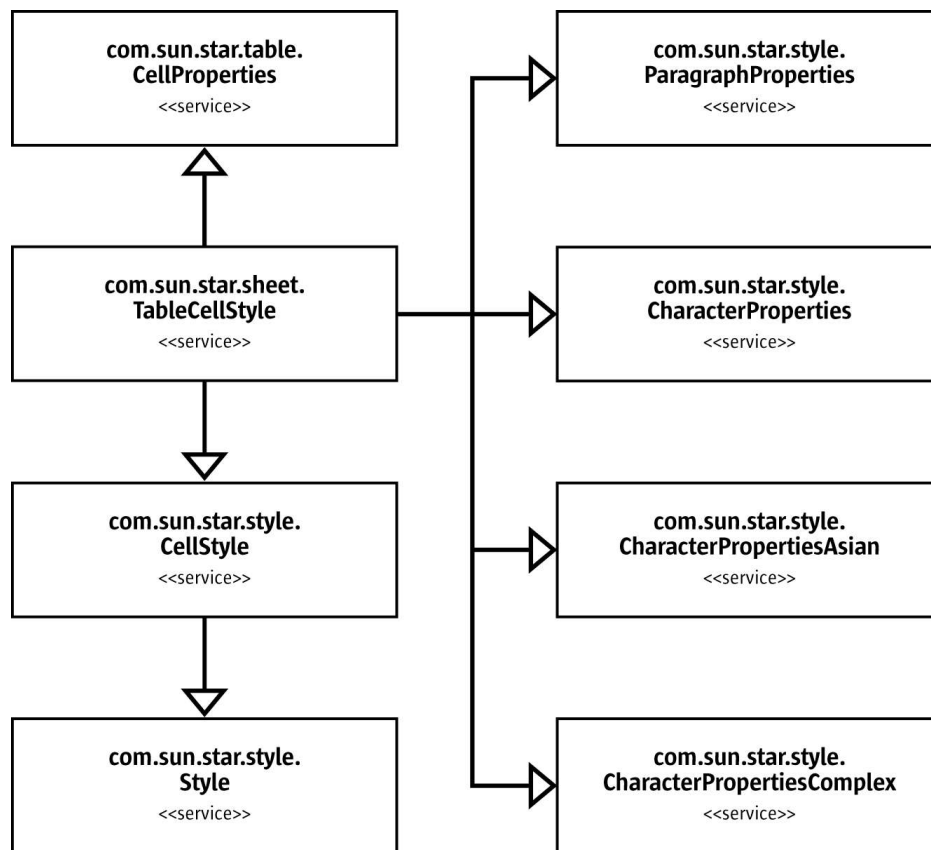 com.sun.star.table.
CellProperties
<<service>>
com.sun.star.style.
ParagraphProperties
<<service>>
com.sun.star.sheet.
TableCellStyle
<<service>>
com.sun.star.style.
CharacterProperties
<<service>>
com.sun.star.style.
CellStyle
<<service>>
com.sun.star.style.
CharacterPropertiesAsian
<<service>>
com.sun.star.style.
Style
<<service>>
com.sun.star.style.
CharacterPropertiesComplex
<<service>>